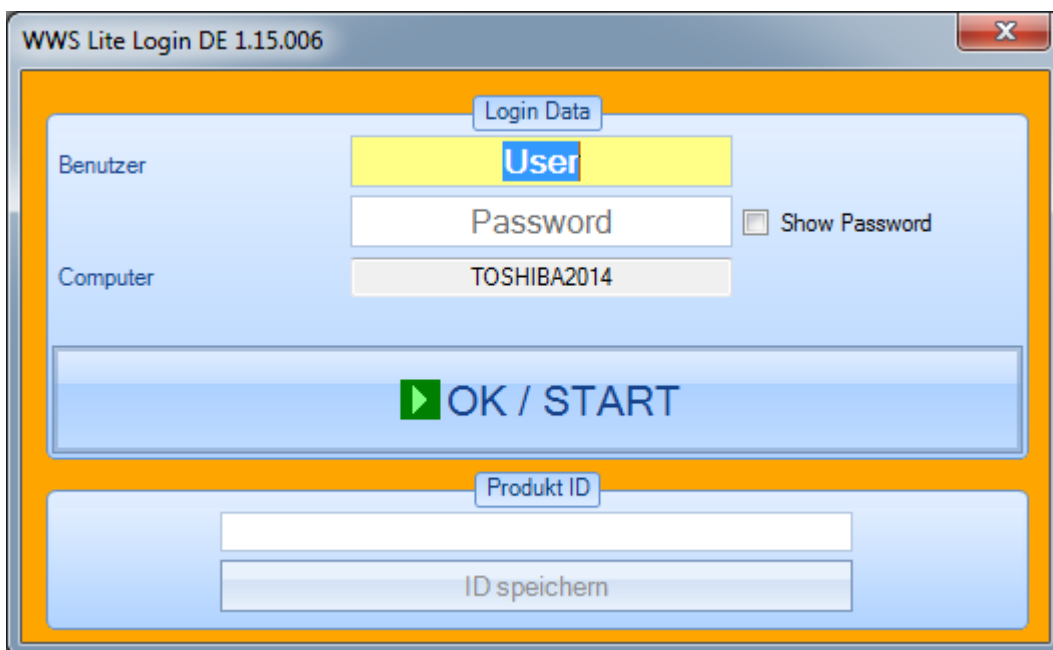 WWS Lite Login DE 1.15.006
Login Data
Benutzer
User
Password
Show Password
Computer
TOSHIBA2014
OK / START
Produkt ID
ID speichern